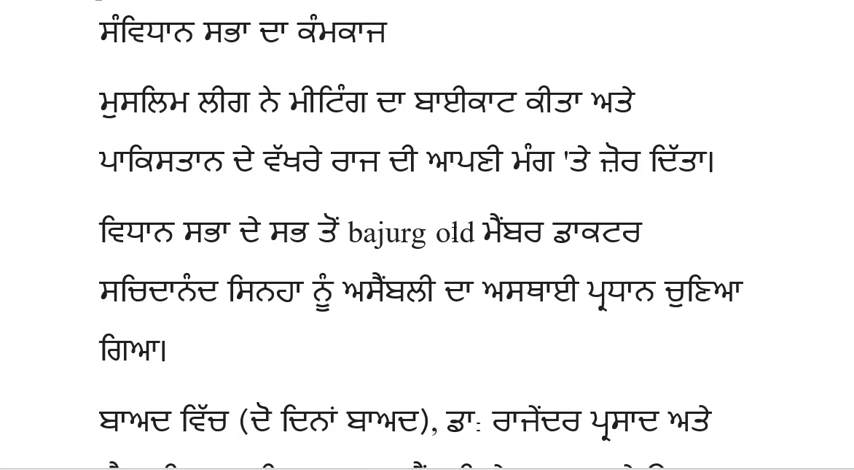 ਸੰਵਿਧਾਨ ਸਭਾ ਦਾ ਕੰਮਕਾਜ
ਮੁਸਲਿਮ ਲੀਗ ਨੇ ਮੀਟਿੰਗ ਦਾ ਬਾਈਕਾਟ ਕੀਤਾ ਅਤੇ
ਪਾਕਿਸਤਾਨ ਦੇ ਵੱਖਰੇ ਰਾਜ ਦੀ ਆਪਣੀ ਮੰਗ 'ਤੇ ਜ਼ੋਰ ਦਿੱਤਾ।
ਵਿਧਾਨ ਸਭਾ ਦੇ ਸਭ ਤੋਂ bajurg old ਮੈਂਬਰ ਡਾਕਟਰ
ਸਚਿਦਾਨੰਦ ਸਿਨਹਾ ਨੂੰ ਅਸੈਂਬਲੀ ਦਾ ਅਸਥਾਈ ਪ੍ਰਧਾਨ ਚੁਣਿਆ
ਗਿਆ।
ਬਾਅਦ ਵਿੱਚ (ਦੋ ਦਿਨਾਂ ਬਾਅਦ), ਡਾ: ਰਾਜੇਂਦਰ ਪ੍ਰਸਾਦ ਅਤੇ